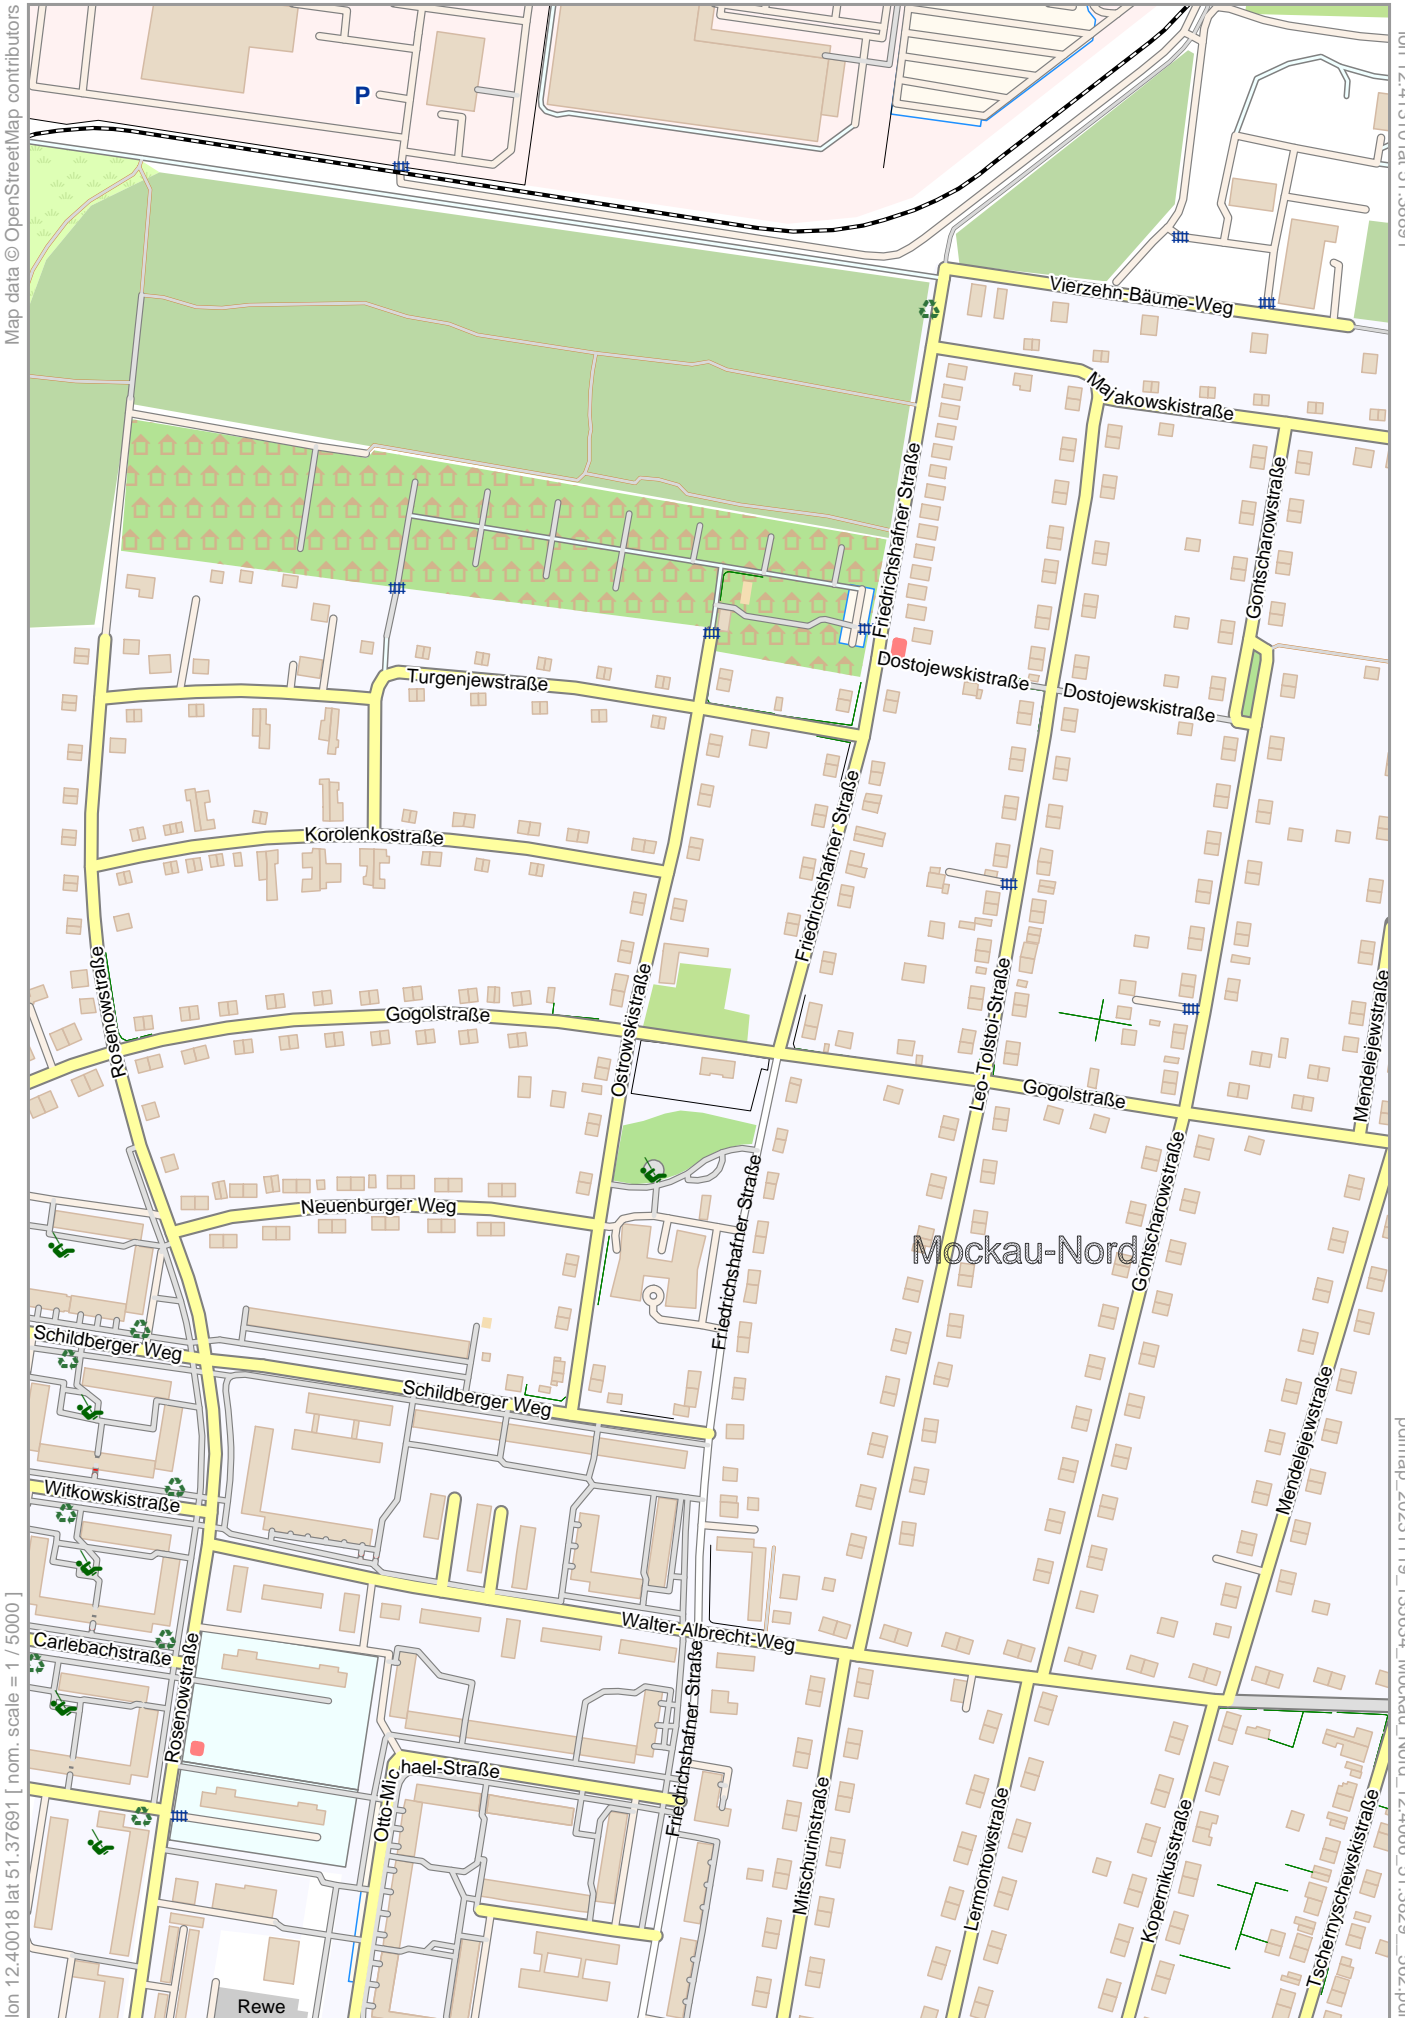 Map data © OpenStreetMap contributors
P
Vierzehn-Bäume-Weg
Majakowskistraße
Friedrichshafner Straße
Gontscharowstraße
Dostojewskistraße
Dostojewskistraße
Turgenjewstraße
Korolenkostraße
Friedrichshafner Straße
Rosenowstraße
Gogolstraße
Ostrowskistraße
Leo-Tolstoi-Straße
Mendelejewstraße
Gogolstraße
Neuenburger Weg
Friedrichshafner Straße
Gontscharowstraße
Mockau-Nord
Schildberger Weg
Schildberger Weg
Mendelejewstraße
Witkowskistraße
Walter-Albrecht-Weg
Carlebachstraße
Rosenowstraße
Friedrichshafner Straße
Otto-Michael-Straße
Mitschurinstraße
Lermontowstraße
Kopernikusstraße
Tschernyschewskistraße
Rewe
lon 12.40018 lat 51.37691 [ nom. scale = 1 / 5000 ]